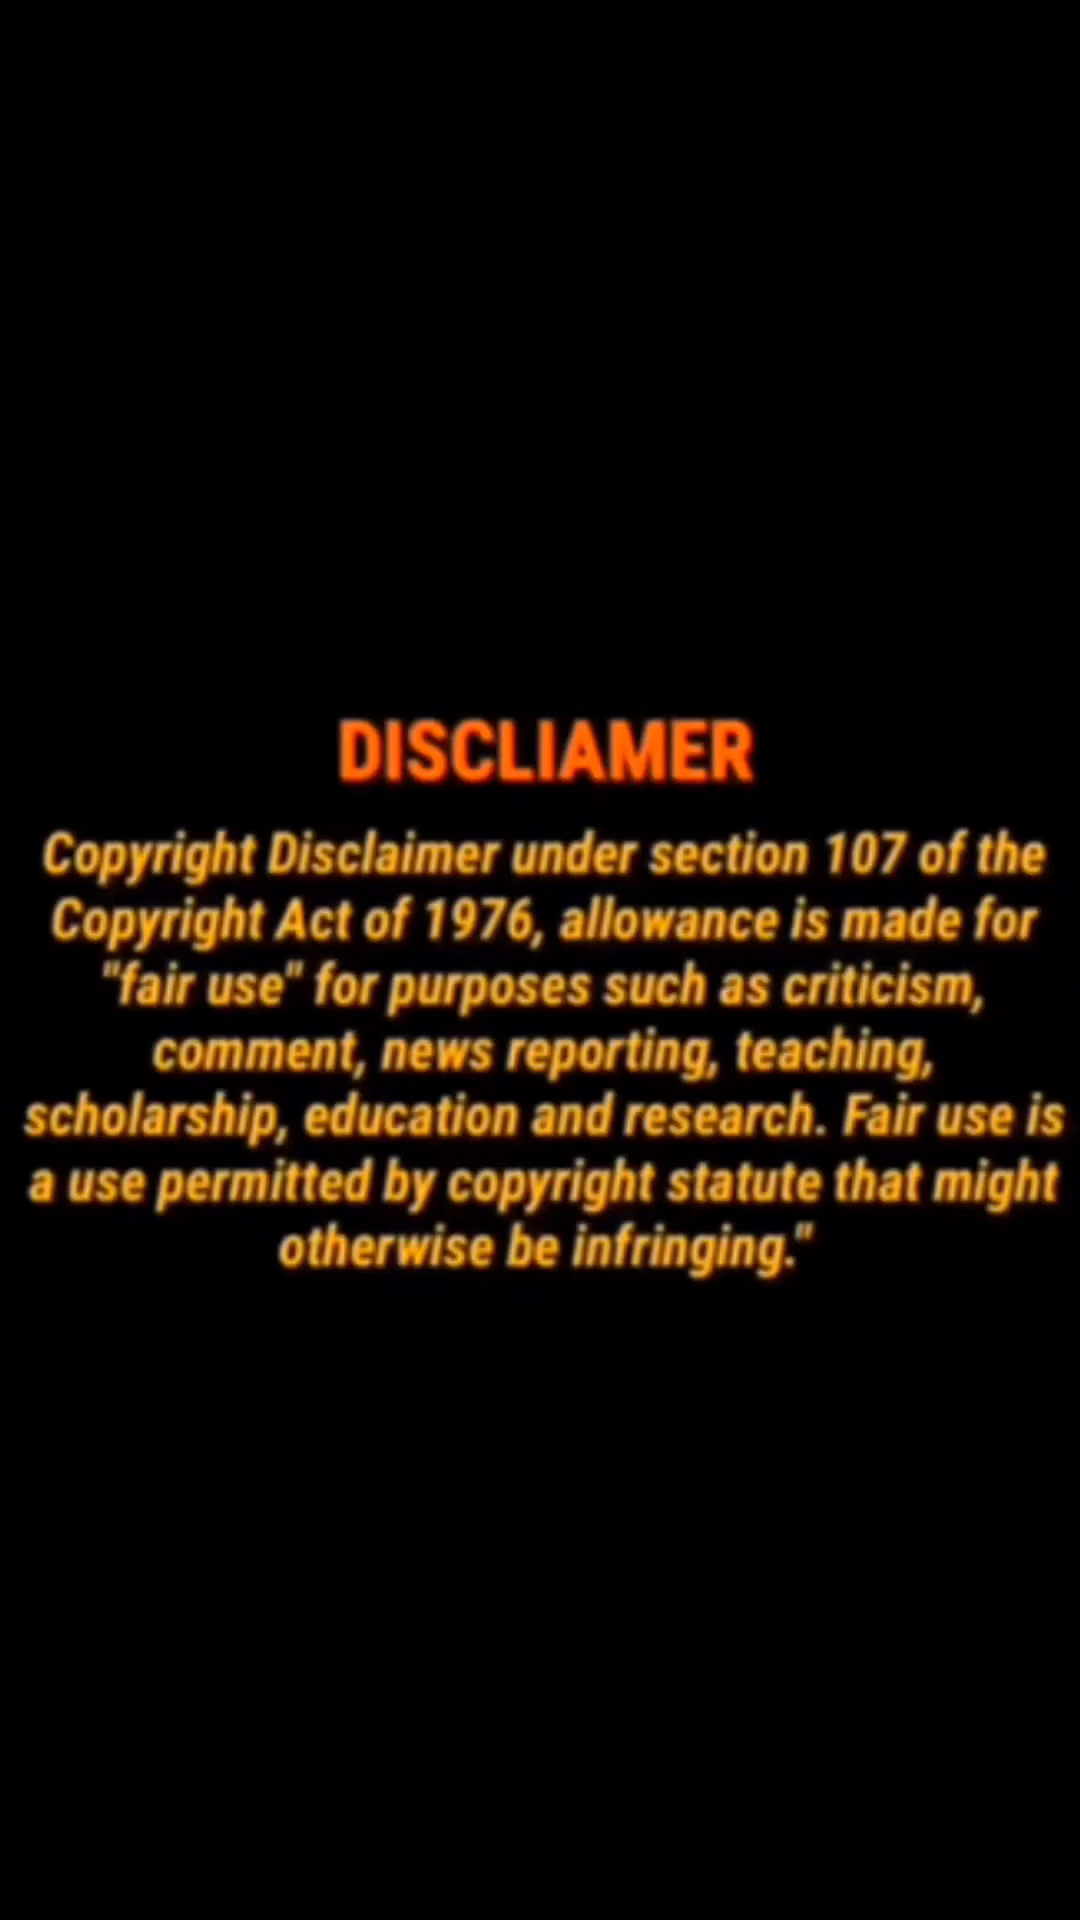 DISCLIAMER
Copyright Disclaimer under section 107 of the
Copyright Act of 1976, allowance is made for
"fair use" for purposes such as criticism,
comment, news reporting, teaching,
scholarship, education and research. Fair use is
a use permitted by copyright statute that might
otherwise be infringing."